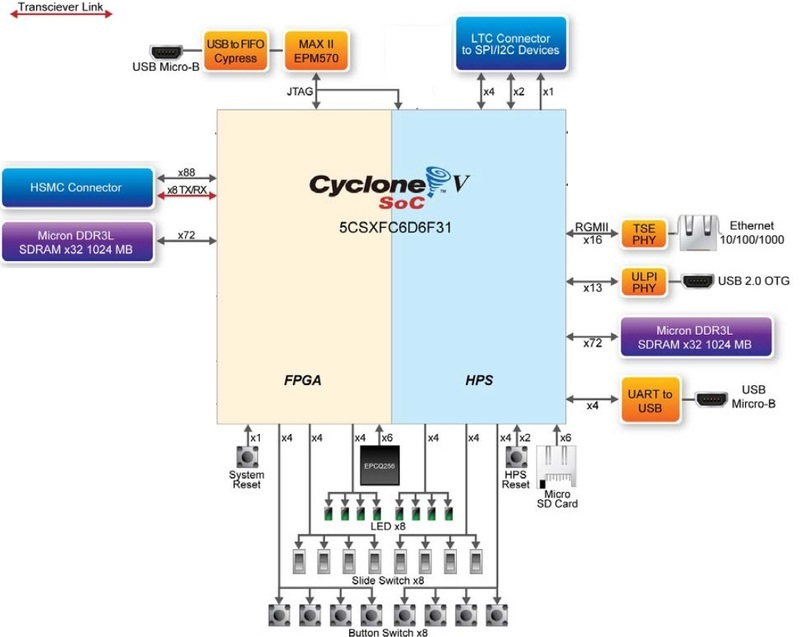 Transciever Link
USB Micro-B
USB to FIFO
Cypress
MAX II
EPM570
JTAG
LTC Connector
to SPI/I2C Devices
x4
x2
x1
HSMC Connector
x88
x8 TX/RX
Micron DDR3L
SDRAM x32 1024 MB
x72
Cyclone V
™
SoC
5CSXFC6D6F31
FPGA
HPS
RGMII
x16
TSE
PHY
Ethernet
10/100/1000
x13
ULPI
PHY
USB 2.0 OTG
x72
Micron DDR3L
SDRAM x32 1024 MB
x4
UART to
USB
USB
Mircro-B
x1
x4
x4
x4
x6
x4
x4
x4
x2
x6
System
Reset
EPCQ256
HPS
Reset
Micro
SD Card
LED x8
Slide Switch x8
Button Switch x8